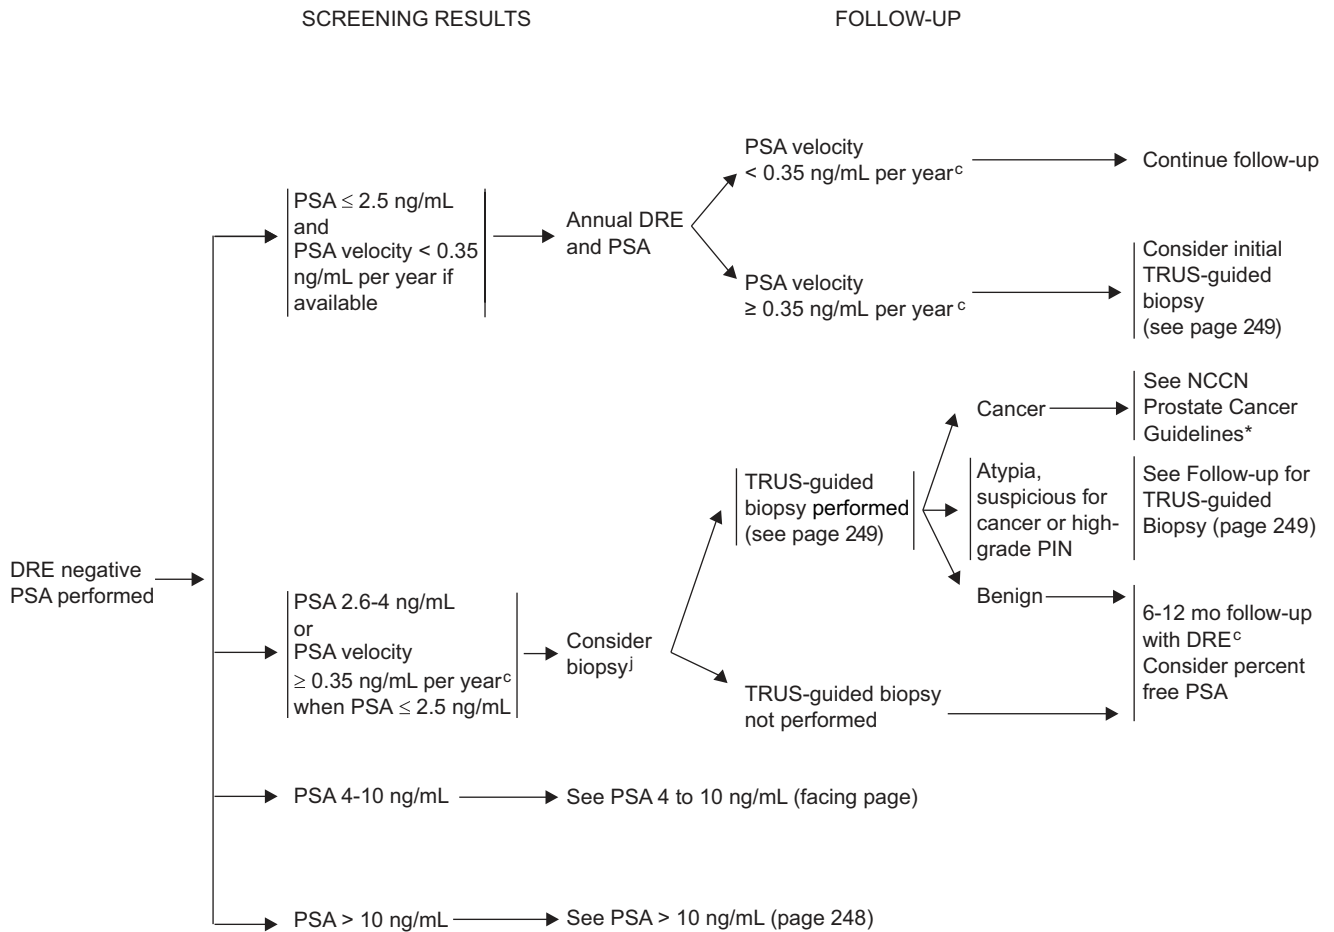 SCREENING RESULTS
FOLLOW-UP
DRE negative
PSA performed
PSA ≤ 2.5 ng/mL
and
PSA velocity < 0.35
ng/mL per year if
available
Annual DRE
and PSA
PSA velocity
< 0.35 ng/mL per yearᶜ
Continue follow-up
PSA velocity
≥ 0.35 ng/mL per year ᶜ
Consider initial
TRUS-guided
biopsy
(see page 249)
PSA 2.6-4 ng/mL
or
PSA velocity
≥ 0.35 ng/mL per yearᶜ
when PSA ≤ 2.5 ng/mL
Consider
biopsyʲ
TRUS-guided
biopsy performed
(see page 249)
Cancer
See NCCN
Prostate Cancer
Guidelines*
Atypia,
suspicious for
cancer or high-
grade PIN
See Follow-up for
TRUS-guided
Biopsy (page 249)
Benign
6-12 mo follow-up
with DREᶜ
Consider percent
free PSA
TRUS-guided biopsy
not performed
PSA 4-10 ng/mL
See PSA 4 to 10 ng/mL (facing page)
PSA > 10 ng/mL
See PSA > 10 ng/mL (page 248)